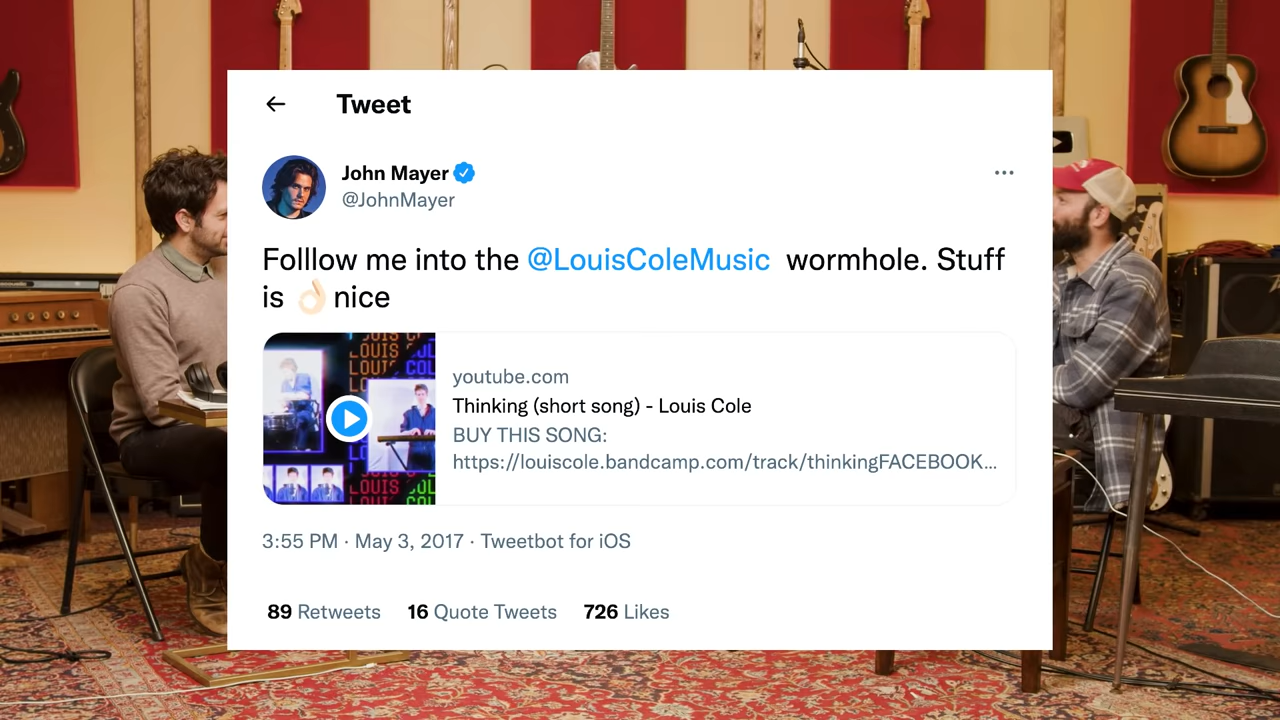 Tweet
John Mayer
@JohnMayer
Folllow me into the @LouisColeMusic wormhole. Stuff
is 👌🏻 nice
youtube.com
Thinking (short song) - Louis Cole
BUY THIS SONG:
https://louiscole.bandcamp.com/track/thinkingFACEBOOK...
3:55 PM · May 3, 2017 · Tweetbot for iOS
89 Retweets 16 Quote Tweets 726 Likes